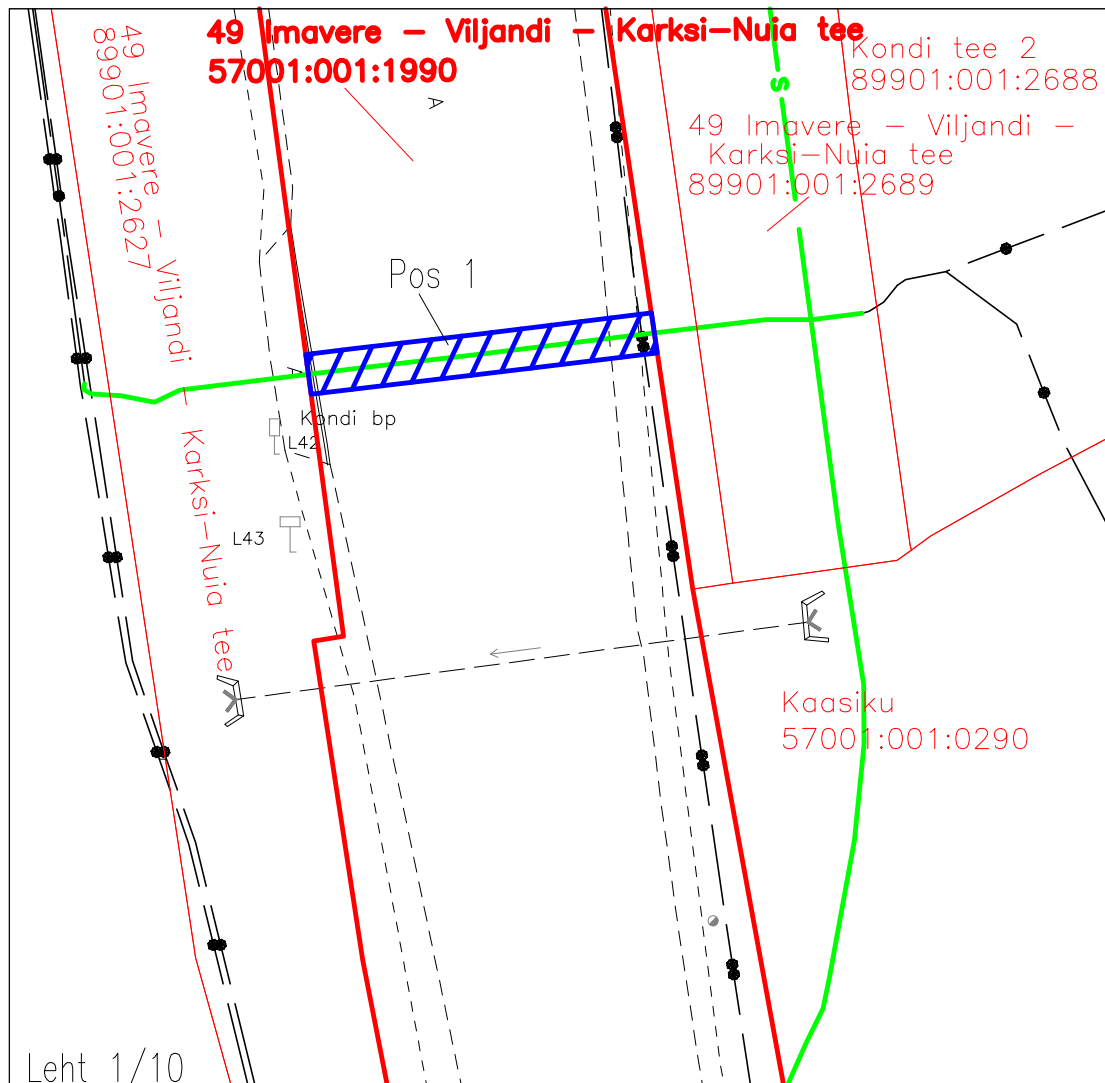 49 Imavere – Viljandi – Karksi–Nuia tee
57001:001:1990
Kondi tee 2
89901:001:2688
49 Imavere – Viljandi –
Karksi–Nuia tee
89901:001:2689
S
A
49 Imavere – Viljandi – Karksi–Nuia tee
89901:001:2627
Pos 1
A
Kondi bp
L42
L43
Kaasiku
57001:001:0290
Leht 1/10